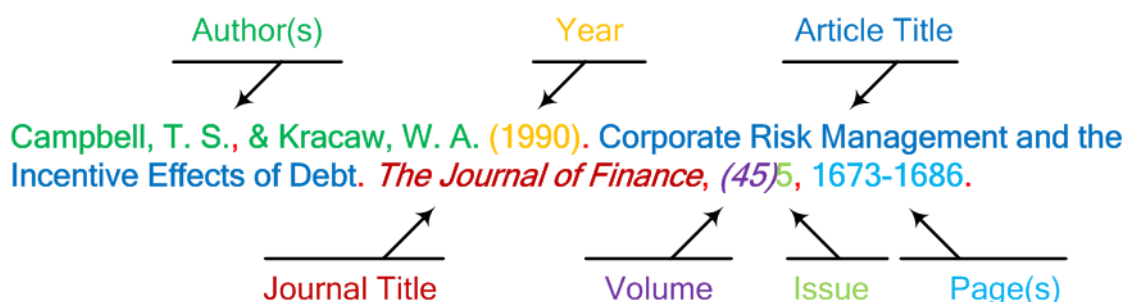 Author(s) Year Article Title
Campbell, T. S., & Kracaw, W. A. (1990). Corporate Risk Management and the
Incentive Effects of Debt. The Journal of Finance, (45)5, 1673-1686.
Journal Title Volume Issue Page(s)